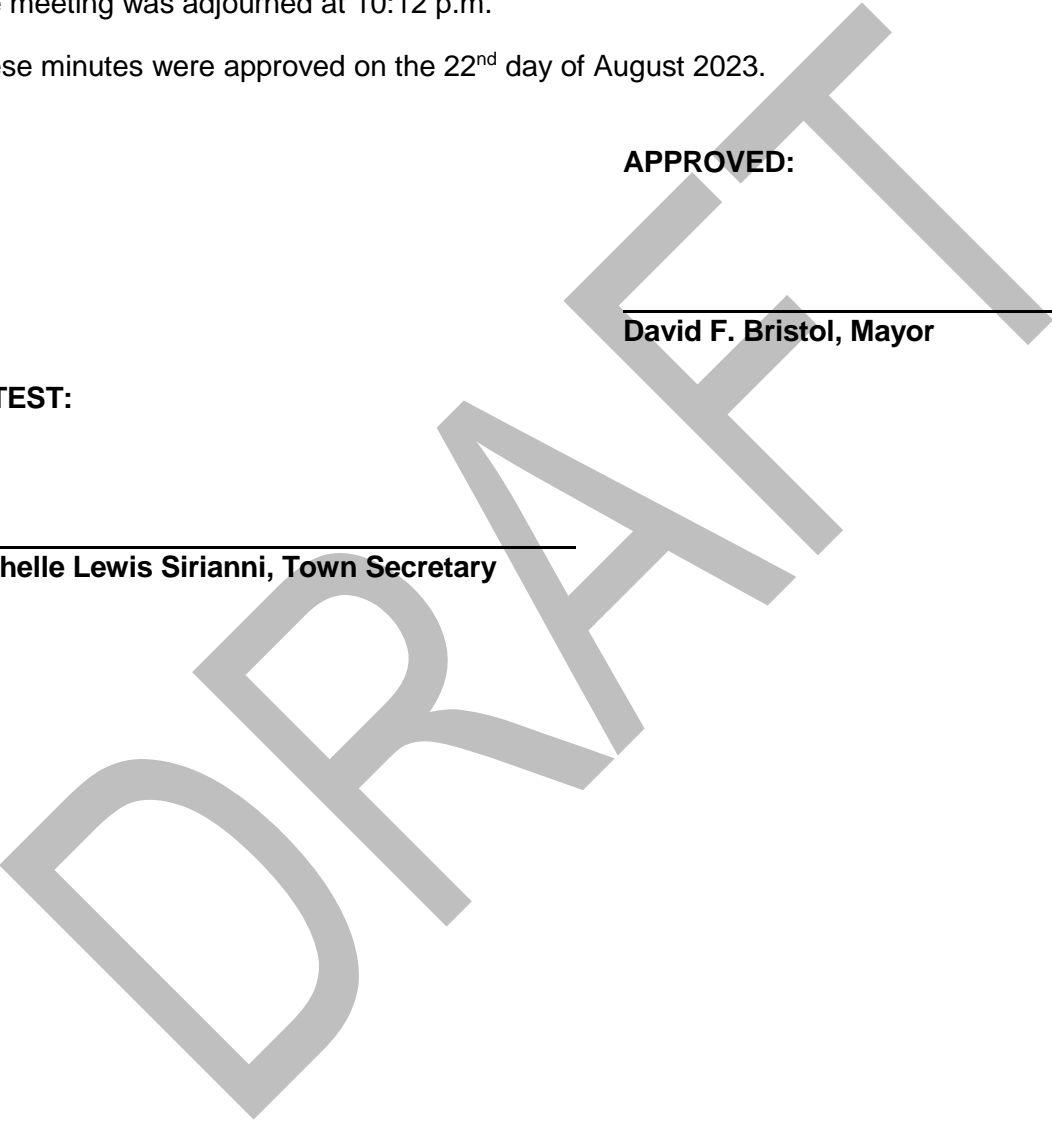 e meeting was adjourned at 10:12 p.m.
ese minutes were approved on the 22nd day of August 2023.
APPROVED:
David F. Bristol, Mayor
TEST:
helle Lewis Sirianni, Town Secretary
DRAFT